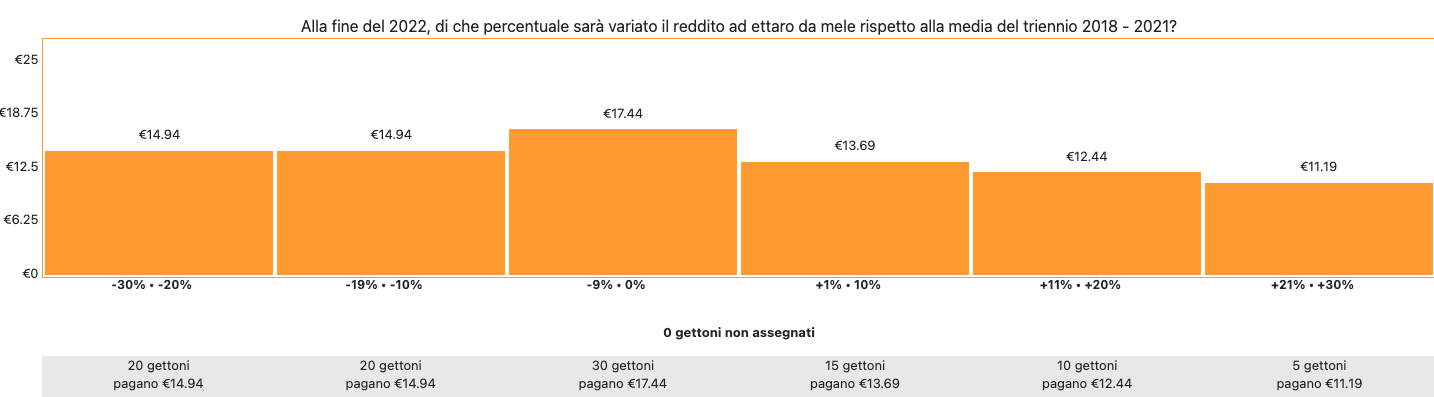 Alla fine del 2022, di che percentuale sarà variato il reddito ad ettaro da mele rispetto alla media del triennio 2018 - 2021?
€25
€18.75
€12.5
€6.25
€0
€14.94
€14.94
€17.44
€13.69
€12.44
€11.19
-30% • -20%
-19% • -10%
-9% • 0%
+1% • 10%
+11% • +20%
+21% • +30%
0 gettoni non assegnati
20 gettoni
pagano €14.94
20 gettoni
pagano €14.94
30 gettoni
pagano €17.44
15 gettoni
pagano €13.69
10 gettoni
pagano €12.44
5 gettoni
pagano €11.19